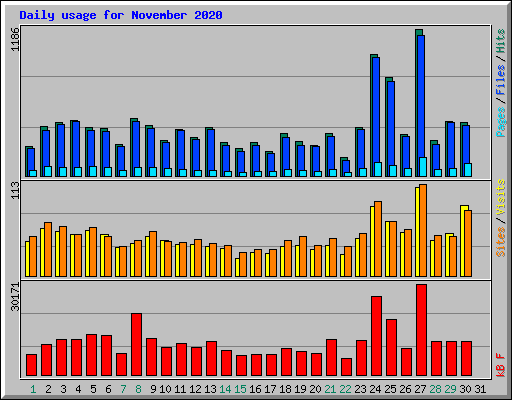 Daily usage for November 2020
1186
Pages / Files / Hits
113
Sites / Visits
30171
kB F
1 2 3 4 5 6 7 8 9 10 11 12 13 14 15 16 17 18 19 20 21 22 23 24 25 26 27 28 29 30 31